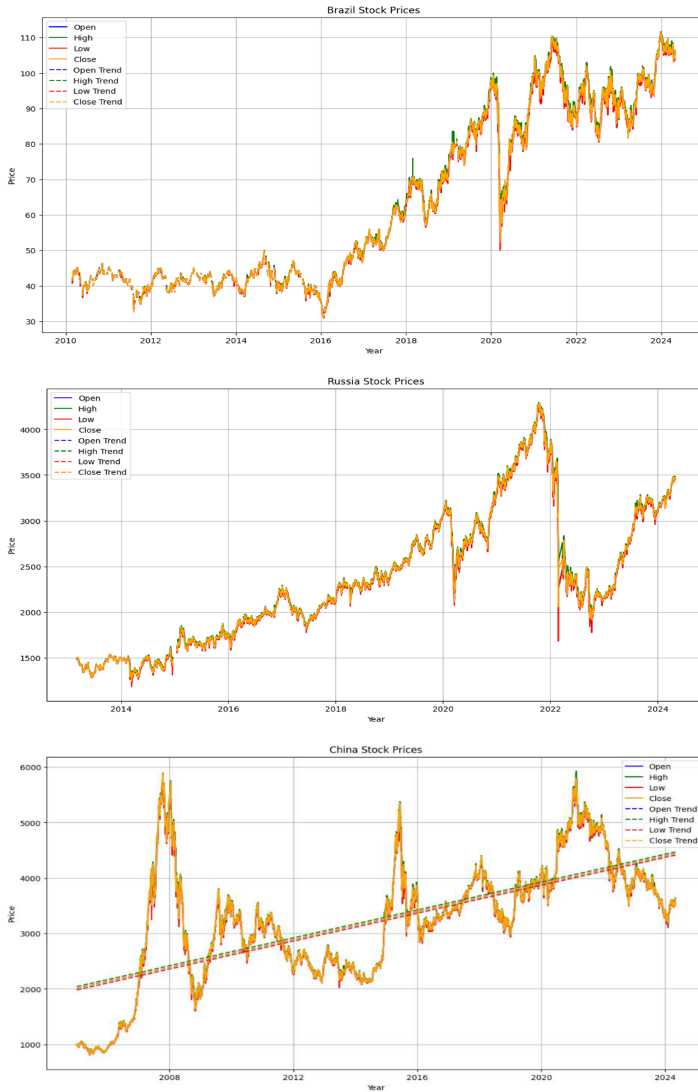 Brazil Stock Prices
Open
High
Low
Close
Open Trend
High Trend
Low Trend
Close Trend
110
100
90
80
70
60
50
40
30
Price
2010 2012 2014 2016 2018 2020 2022 2024
Year
Russia Stock Prices
Open
High
Low
Close
Open Trend
High Trend
Low Trend
Close Trend
4000
3500
3000
2500
2000
1500
Price
2014 2016 2018 2020 2022 2024
Year
China Stock Prices
Open
High
Low
Close
Open Trend
High Trend
Low Trend
Close Trend
6000
5000
4000
3000
2000
1000
Price
2008 2012 2016 2020 2024
Year